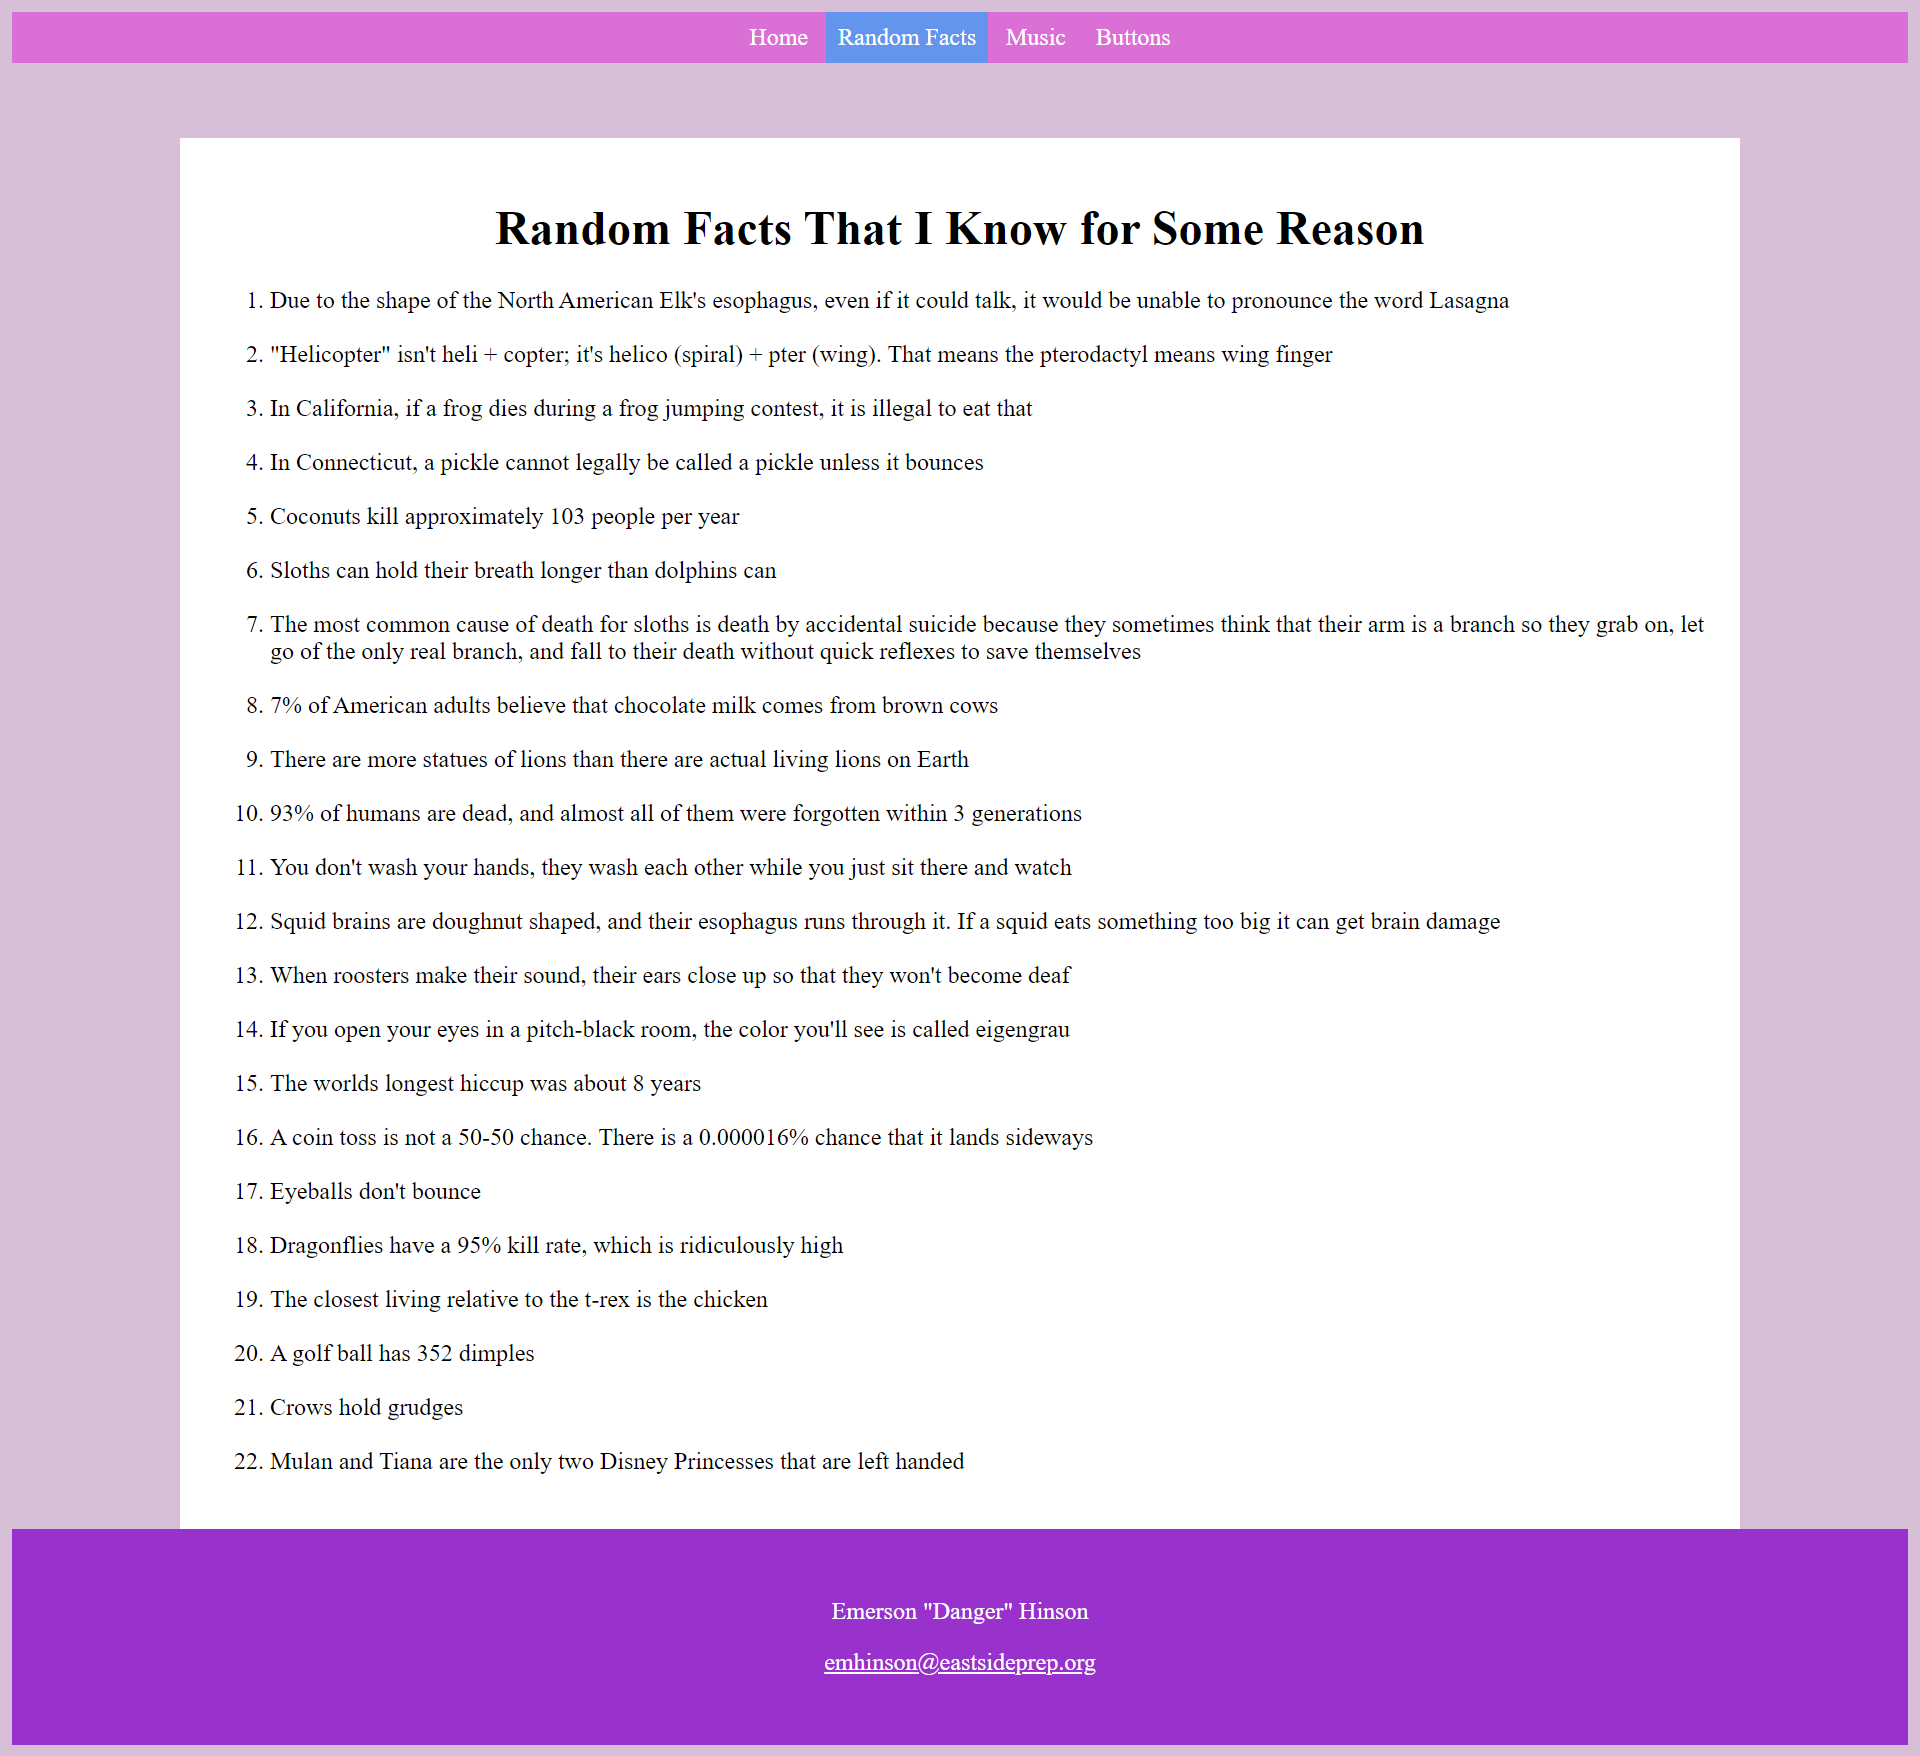 Home Random Facts Music Buttons
Random Facts That I Know for Some Reason
1. Due to the shape of the North American Elk's esophagus, even if it could talk, it would be unable to pronounce the word Lasagna
2. "Helicopter" isn't heli + copter; it's helico (spiral) + pter (wing). That means the pterodactyl means wing finger
3. In California, if a frog dies during a frog jumping contest, it is illegal to eat that
4. In Connecticut, a pickle cannot legally be called a pickle unless it bounces
5. Coconuts kill approximately 103 people per year
6. Sloths can hold their breath longer than dolphins can
7. The most common cause of death for sloths is death by accidental suicide because they sometimes think that their arm is a branch so they grab on, let
go of the only real branch, and fall to their death without quick reflexes to save themselves
8. 7% of American adults believe that chocolate milk comes from brown cows
9. There are more statues of lions than there are actual living lions on Earth
10. 93% of humans are dead, and almost all of them were forgotten within 3 generations
11. You don't wash your hands, they wash each other while you just sit there and watch
12. Squid brains are doughnut shaped, and their esophagus runs through it. If a squid eats something too big it can get brain damage
13. When roosters make their sound, their ears close up so that they won't become deaf
14. If you open your eyes in a pitch-black room, the color you'll see is called eigengrau
15. The worlds longest hiccup was about 8 years
16. A coin toss is not a 50-50 chance. There is a 0.000016% chance that it lands sideways
17. Eyeballs don't bounce
18. Dragonflies have a 95% kill rate, which is ridiculously high
19. The closest living relative to the t-rex is the chicken
20. A golf ball has 352 dimples
21. Crows hold grudges
22. Mulan and Tiana are the only two Disney Princesses that are left handed
Emerson "Danger" Hinson
emhinson@eastsideprep.org